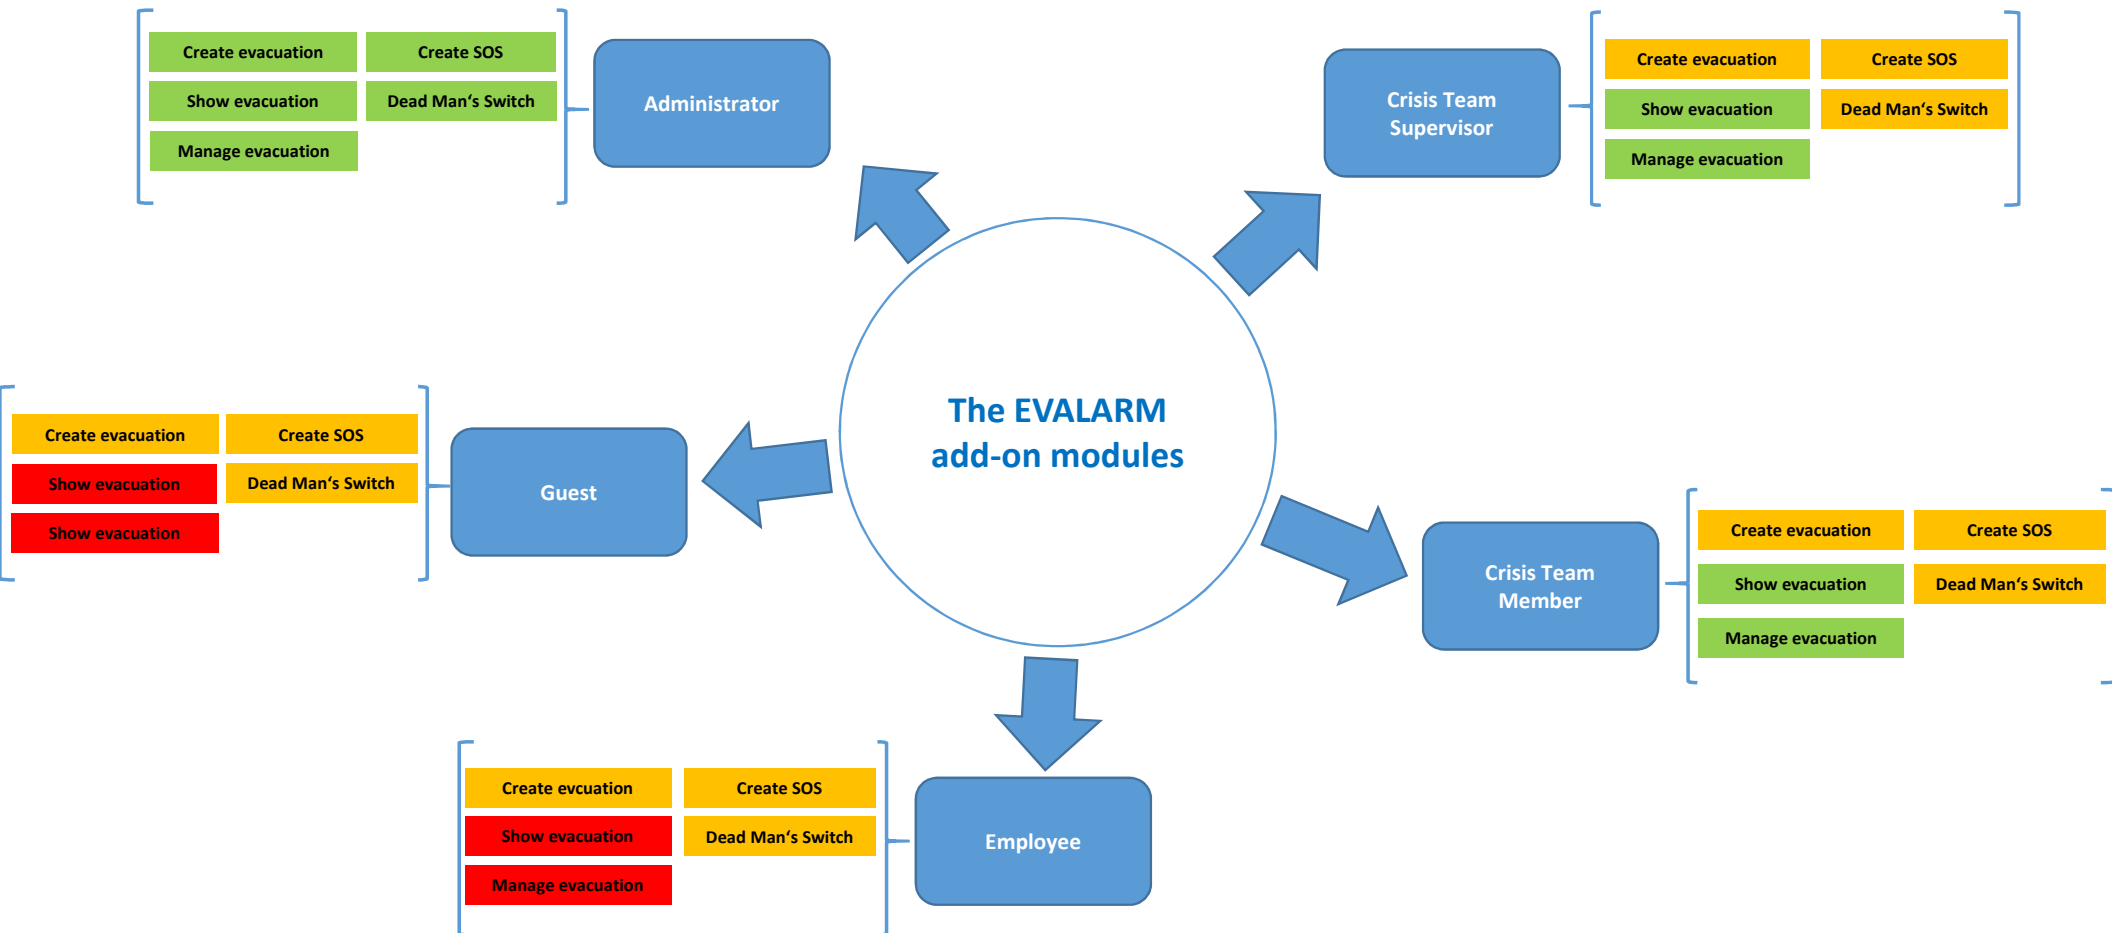 Create evacuation
Create SOS
Show evacuation
Dead Man‘s Switch
Manage evacuation
Administrator
Crisis Team
Supervisor
Create evacuation
Create SOS
Show evacuation
Dead Man‘s Switch
Manage evacuation
The EVALARM
add-on modules
Create evacuation
Create SOS
Show evacuation
Dead Man‘s Switch
Show evacuation
Guest
Crisis Team
Member
Create evacuation
Create SOS
Show evacuation
Dead Man‘s Switch
Manage evacuation
Create evcuation
Create SOS
Show evacuation
Dead Man‘s Switch
Manage evacuation
Employee